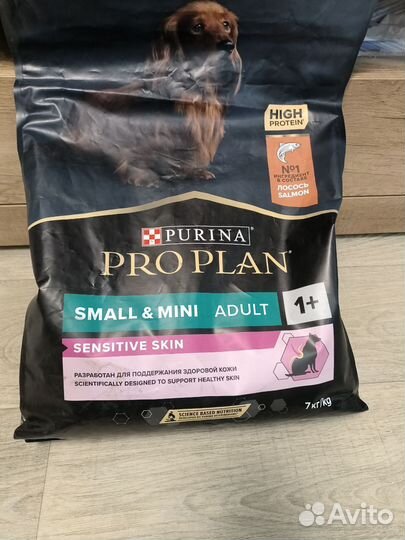 HIGH
PROTEIN
№1
ИНГРЕДИЕНТ
В СОСТАВЕ
ЛОСОСЬ
SALMON
PURINA
PRO PLAN
SMALL & MINI ADULT 1+
SENSITIVE SKIN
РАЗРАБОТАН ДЛЯ ПОДДЕРЖАНИЯ ЗДОРОВОЙ КОЖИ
SCIENTIFICALLY DESIGNED TO SUPPORT HEALTHY SKIN
SCIENCE BASED NUTRITION
7 кг/kg
Avito